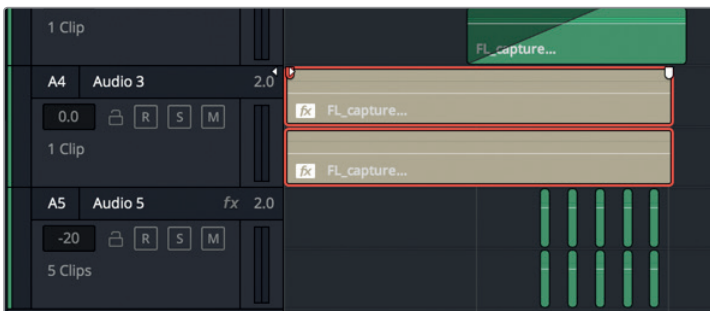 1 Clip
FL_capture...
A4 Audio 3 2.0
fx FL_capture...
0.0 R S M
1 Clip
fx FL_capture...
A5 Audio 5 fx 2.0
-20 R S M
5 Clips